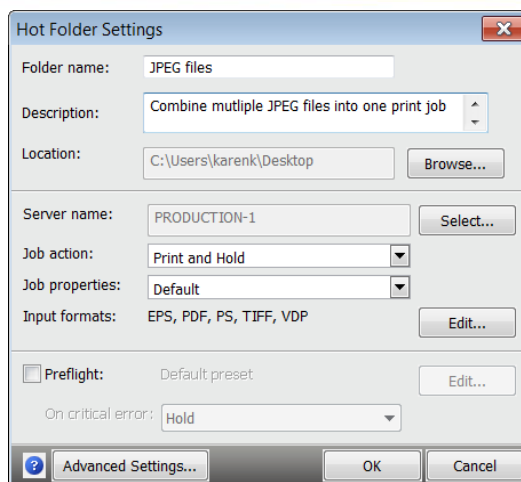 Hot Folder Settings
Folder name: JPEG files
Description: Combine mutliple JPEG files into one print job
Location: C:\Users\karenk\Desktop Browse...
Server name: PRODUCTION-1 Select...
Job action: Print and Hold
Job properties: Default
Input formats: EPS, PDF, PS, TIFF, VDP Edit...
Preflight: Default preset Edit...
On critical error: Hold
? Advanced Settings... OK Cancel